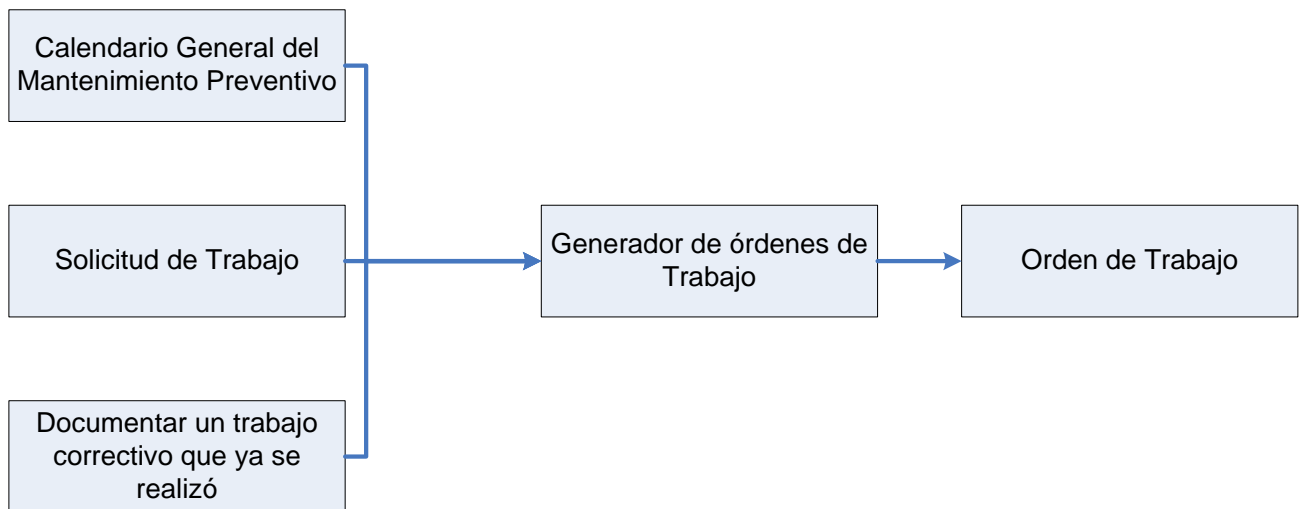 Calendario General del
Mantenimiento Preventivo
Solicitud de Trabajo
Generador de órdenes de
Trabajo
Orden de Trabajo
Documentar un trabajo
correctivo que ya se
realizó